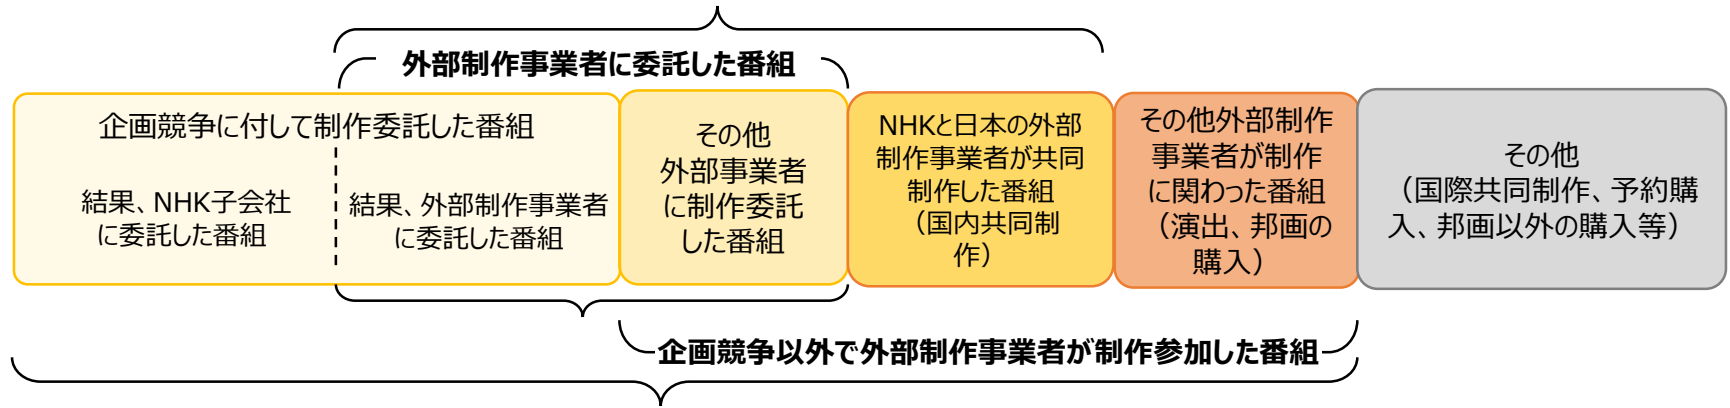 外部制作事業者に委託した番組
企画競争に付して制作委託した番組
結果、NHK子会社
に委託した番組
結果、外部制作事業者
に委託した番組
その他
外部事業者
に制作委託
した番組
NHKと日本の外部
制作事業者が共同
制作した番組
（国内共同制
作）
その他外部制作
事業者が制作
に関わった番組
（演出、邦画の
購入）
その他
（国際共同制作、予約購
入、邦画以外の購入等）
企画競争以外で外部制作事業者が制作参加した番組